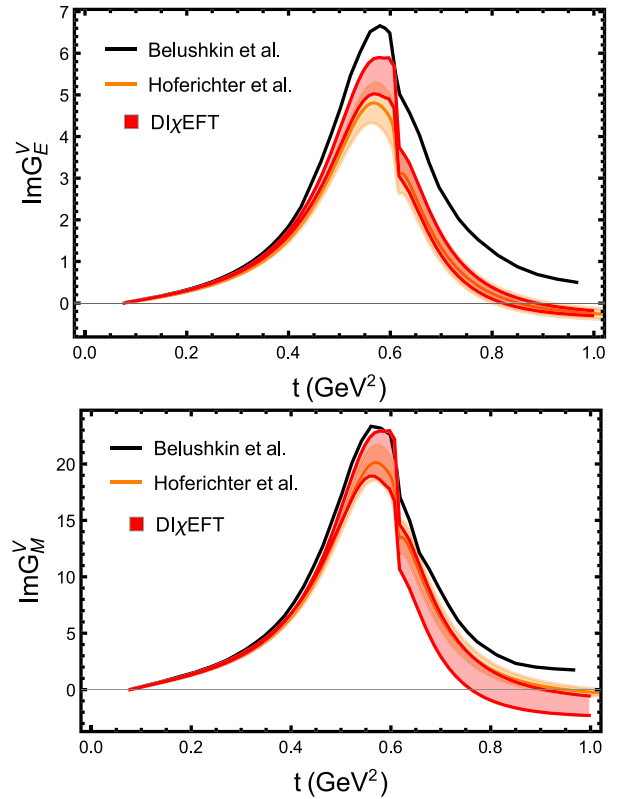 Belushkin et al.
Hoferichter et al.
DIχEFT
ImG_E^V
7
6
5
4
3
2
1
0
0.0 0.2 0.4 0.6 0.8 1.0
t (GeV²)
Belushkin et al.
Hoferichter et al.
DIχEFT
ImG_M^V
20
15
10
5
0
0.0 0.2 0.4 0.6 0.8 1.0
t (GeV²)